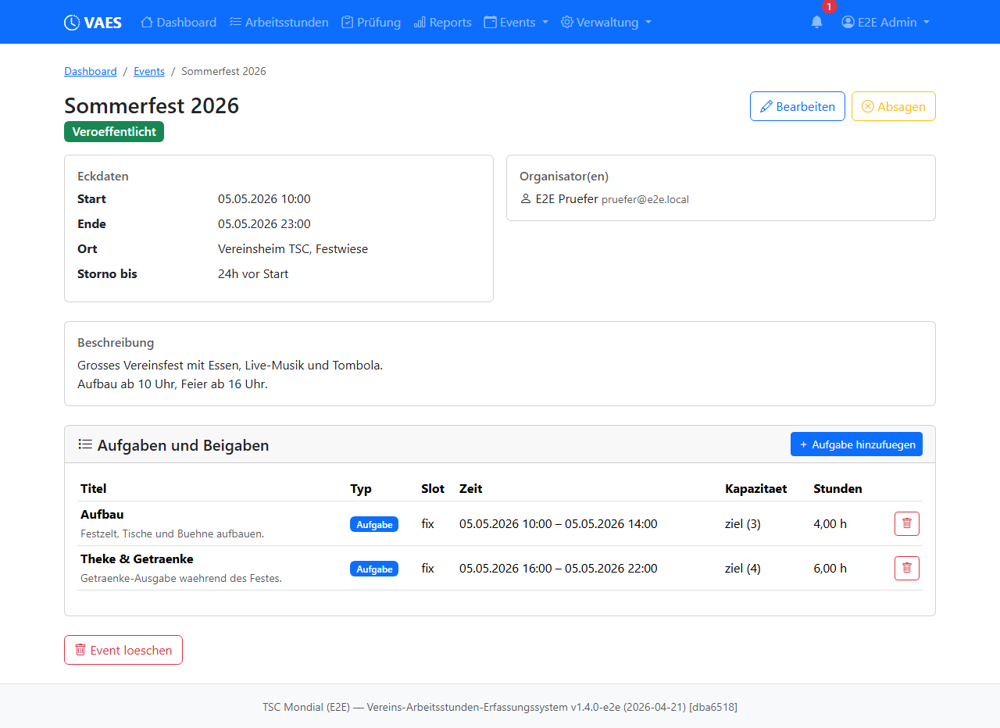 VAES Dashboard Arbeitsstunden Prüfung Reports Events Verwaltung 1 E2E Admin
Dashboard / Events / Sommerfest 2026
Sommerfest 2026
Bearbeiten Absagen
Veroeffentlicht
Eckdaten
Start 05.05.2026 10:00
Ende 05.05.2026 23:00
Ort Vereinsheim TSC, Festwiese
Storno bis 24h vor Start
Organisator(en)
E2E Pruefer pruefer@e2e.local
Beschreibung
Grosses Vereinsfest mit Essen, Live-Musik und Tombola.
Aufbau ab 10 Uhr, Feier ab 16 Uhr.
Aufgaben und Beigaben + Aufgabe hinzufuegen
Titel Typ Slot Zeit Kapazitaet Stunden
Aufbau
Festzelt, Tische und Buehne aufbauen.
Aufgabe fix 05.05.2026 10:00 – 05.05.2026 14:00 ziel (3) 4,00 h
Theke & Getraenke
Getraenke-Ausgabe waehrend des Festes.
Aufgabe fix 05.05.2026 16:00 – 05.05.2026 22:00 ziel (4) 6,00 h
Event loeschen
TSC Mondial (E2E) — Vereins-Arbeitsstunden-Erfassungssystem v1.4.0-e2e (2026-04-21) [dba6518]